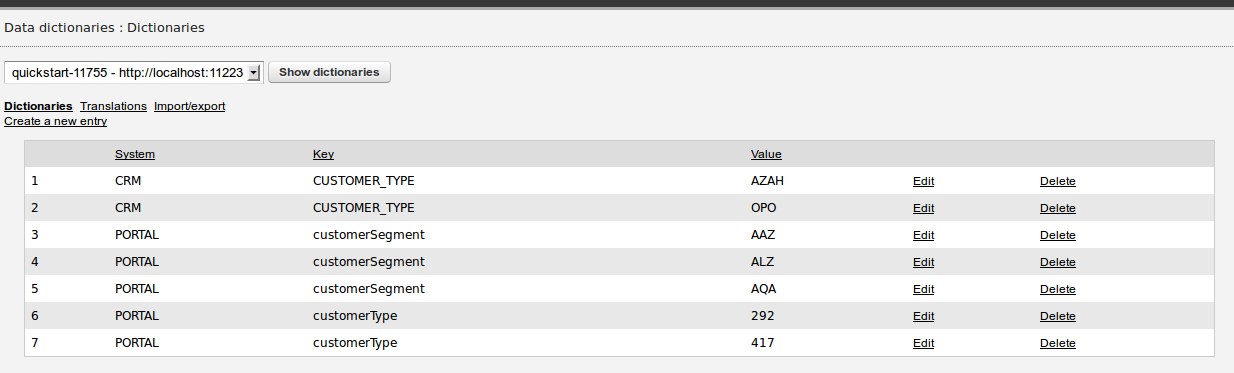 Data dictionaries : Dictionaries
quickstart-11755 - http://localhost:11223 Show dictionaries
Dictionaries Translations Import/export
Create a new entry
System Key Value
1 CRM CUSTOMER_TYPE AZAH Edit Delete
2 CRM CUSTOMER_TYPE OPO Edit Delete
3 PORTAL customerSegment AAZ Edit Delete
4 PORTAL customerSegment ALZ Edit Delete
5 PORTAL customerSegment AQA Edit Delete
6 PORTAL customerType 292 Edit Delete
7 PORTAL customerType 417 Edit Delete